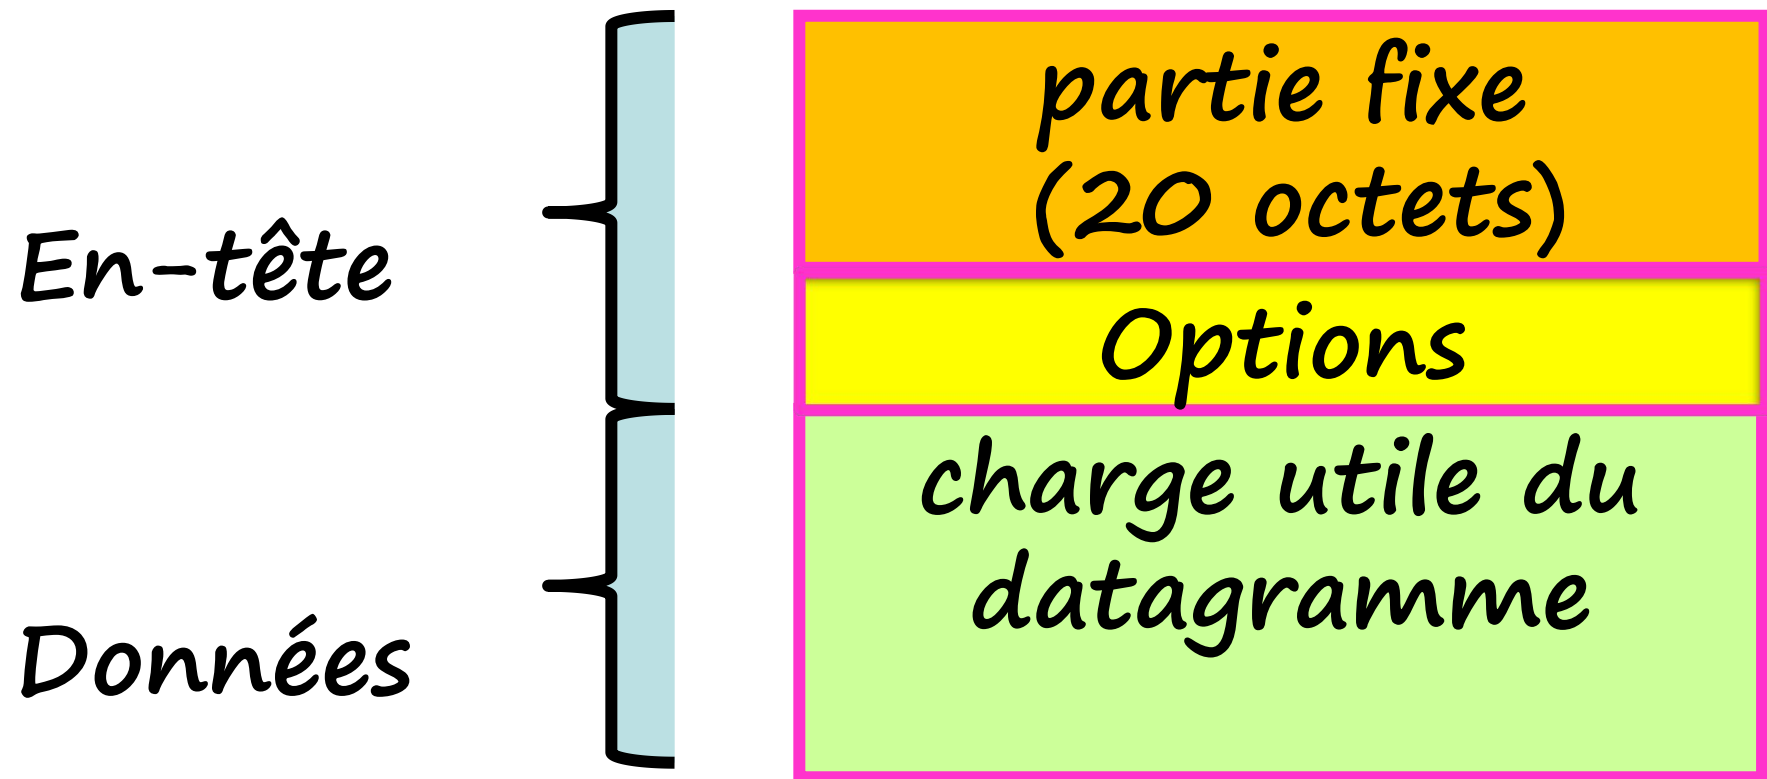 En-tête
Données
partie fixe
(20 octets)
Options
charge utile du
datagramme